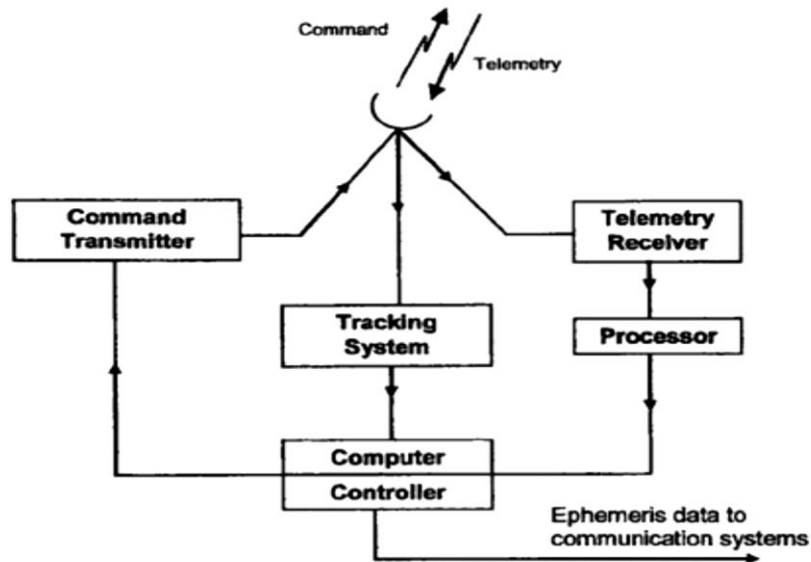 Command
Telemetry
Command
Transmitter
Telemetry
Receiver
Tracking
System
Processor
Computer
Controller
Ephemeris data to
communication systems